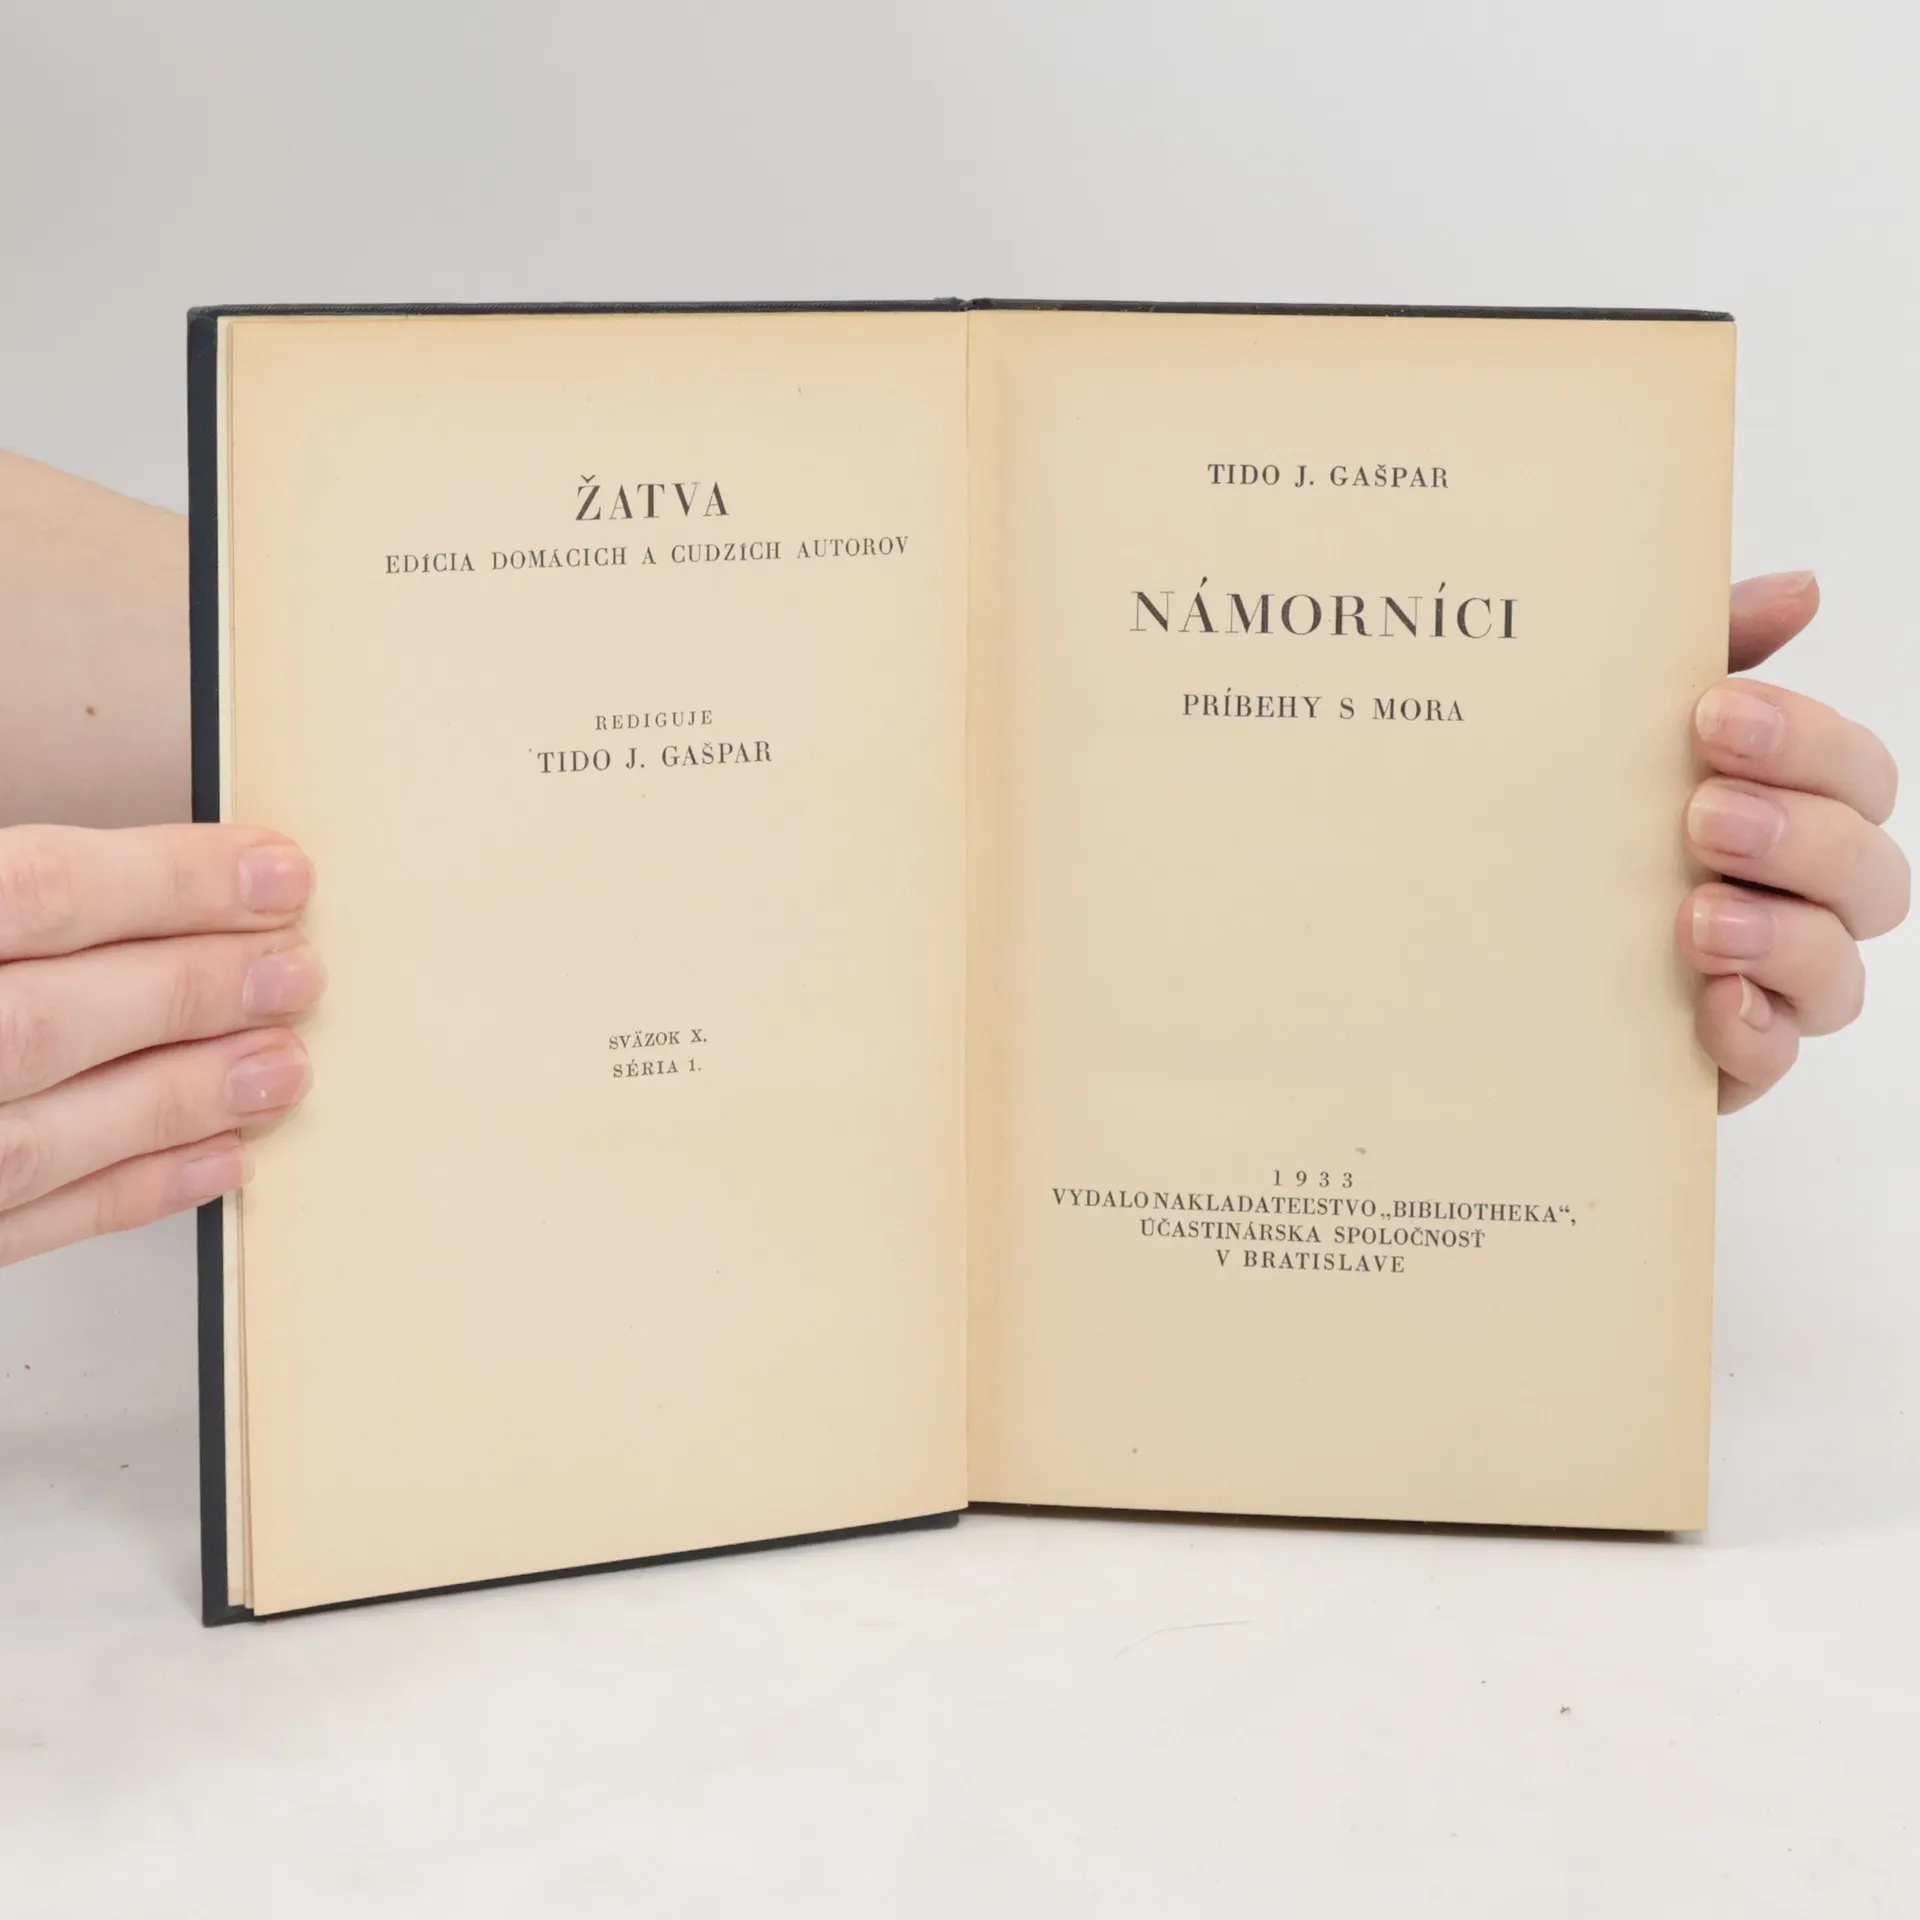 ŽATVA
EDÍCIA DOMÁCICH A CUDZÍCH AUTOROV
REDIGUJE
TIDO J. GAŠPAR
SVÄZOK X.
SÉRIA 1.
TIDO J. GAŠPAR
NÁMORNÍCI
PRÍBEHY S MORA
1933
VYDALO NAKLADATEĽSTVO „BIBLIOTHEKA“,
ÚČASTINÁRSKA SPOLOČNOSŤ
V BRATISLAVE